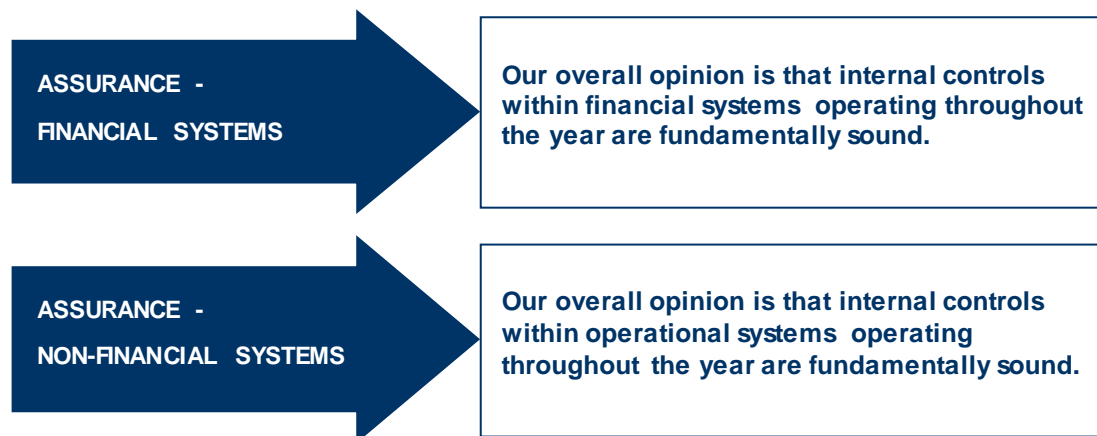 ASSURANCE -
FINANCIAL SYSTEMS
Our overall opinion is that internal controls
within financial systems operating throughout
the year are fundamentally sound.
ASSURANCE -
NON-FINANCIAL SYSTEMS
Our overall opinion is that internal controls
within operational systems operating
throughout the year are fundamentally sound.